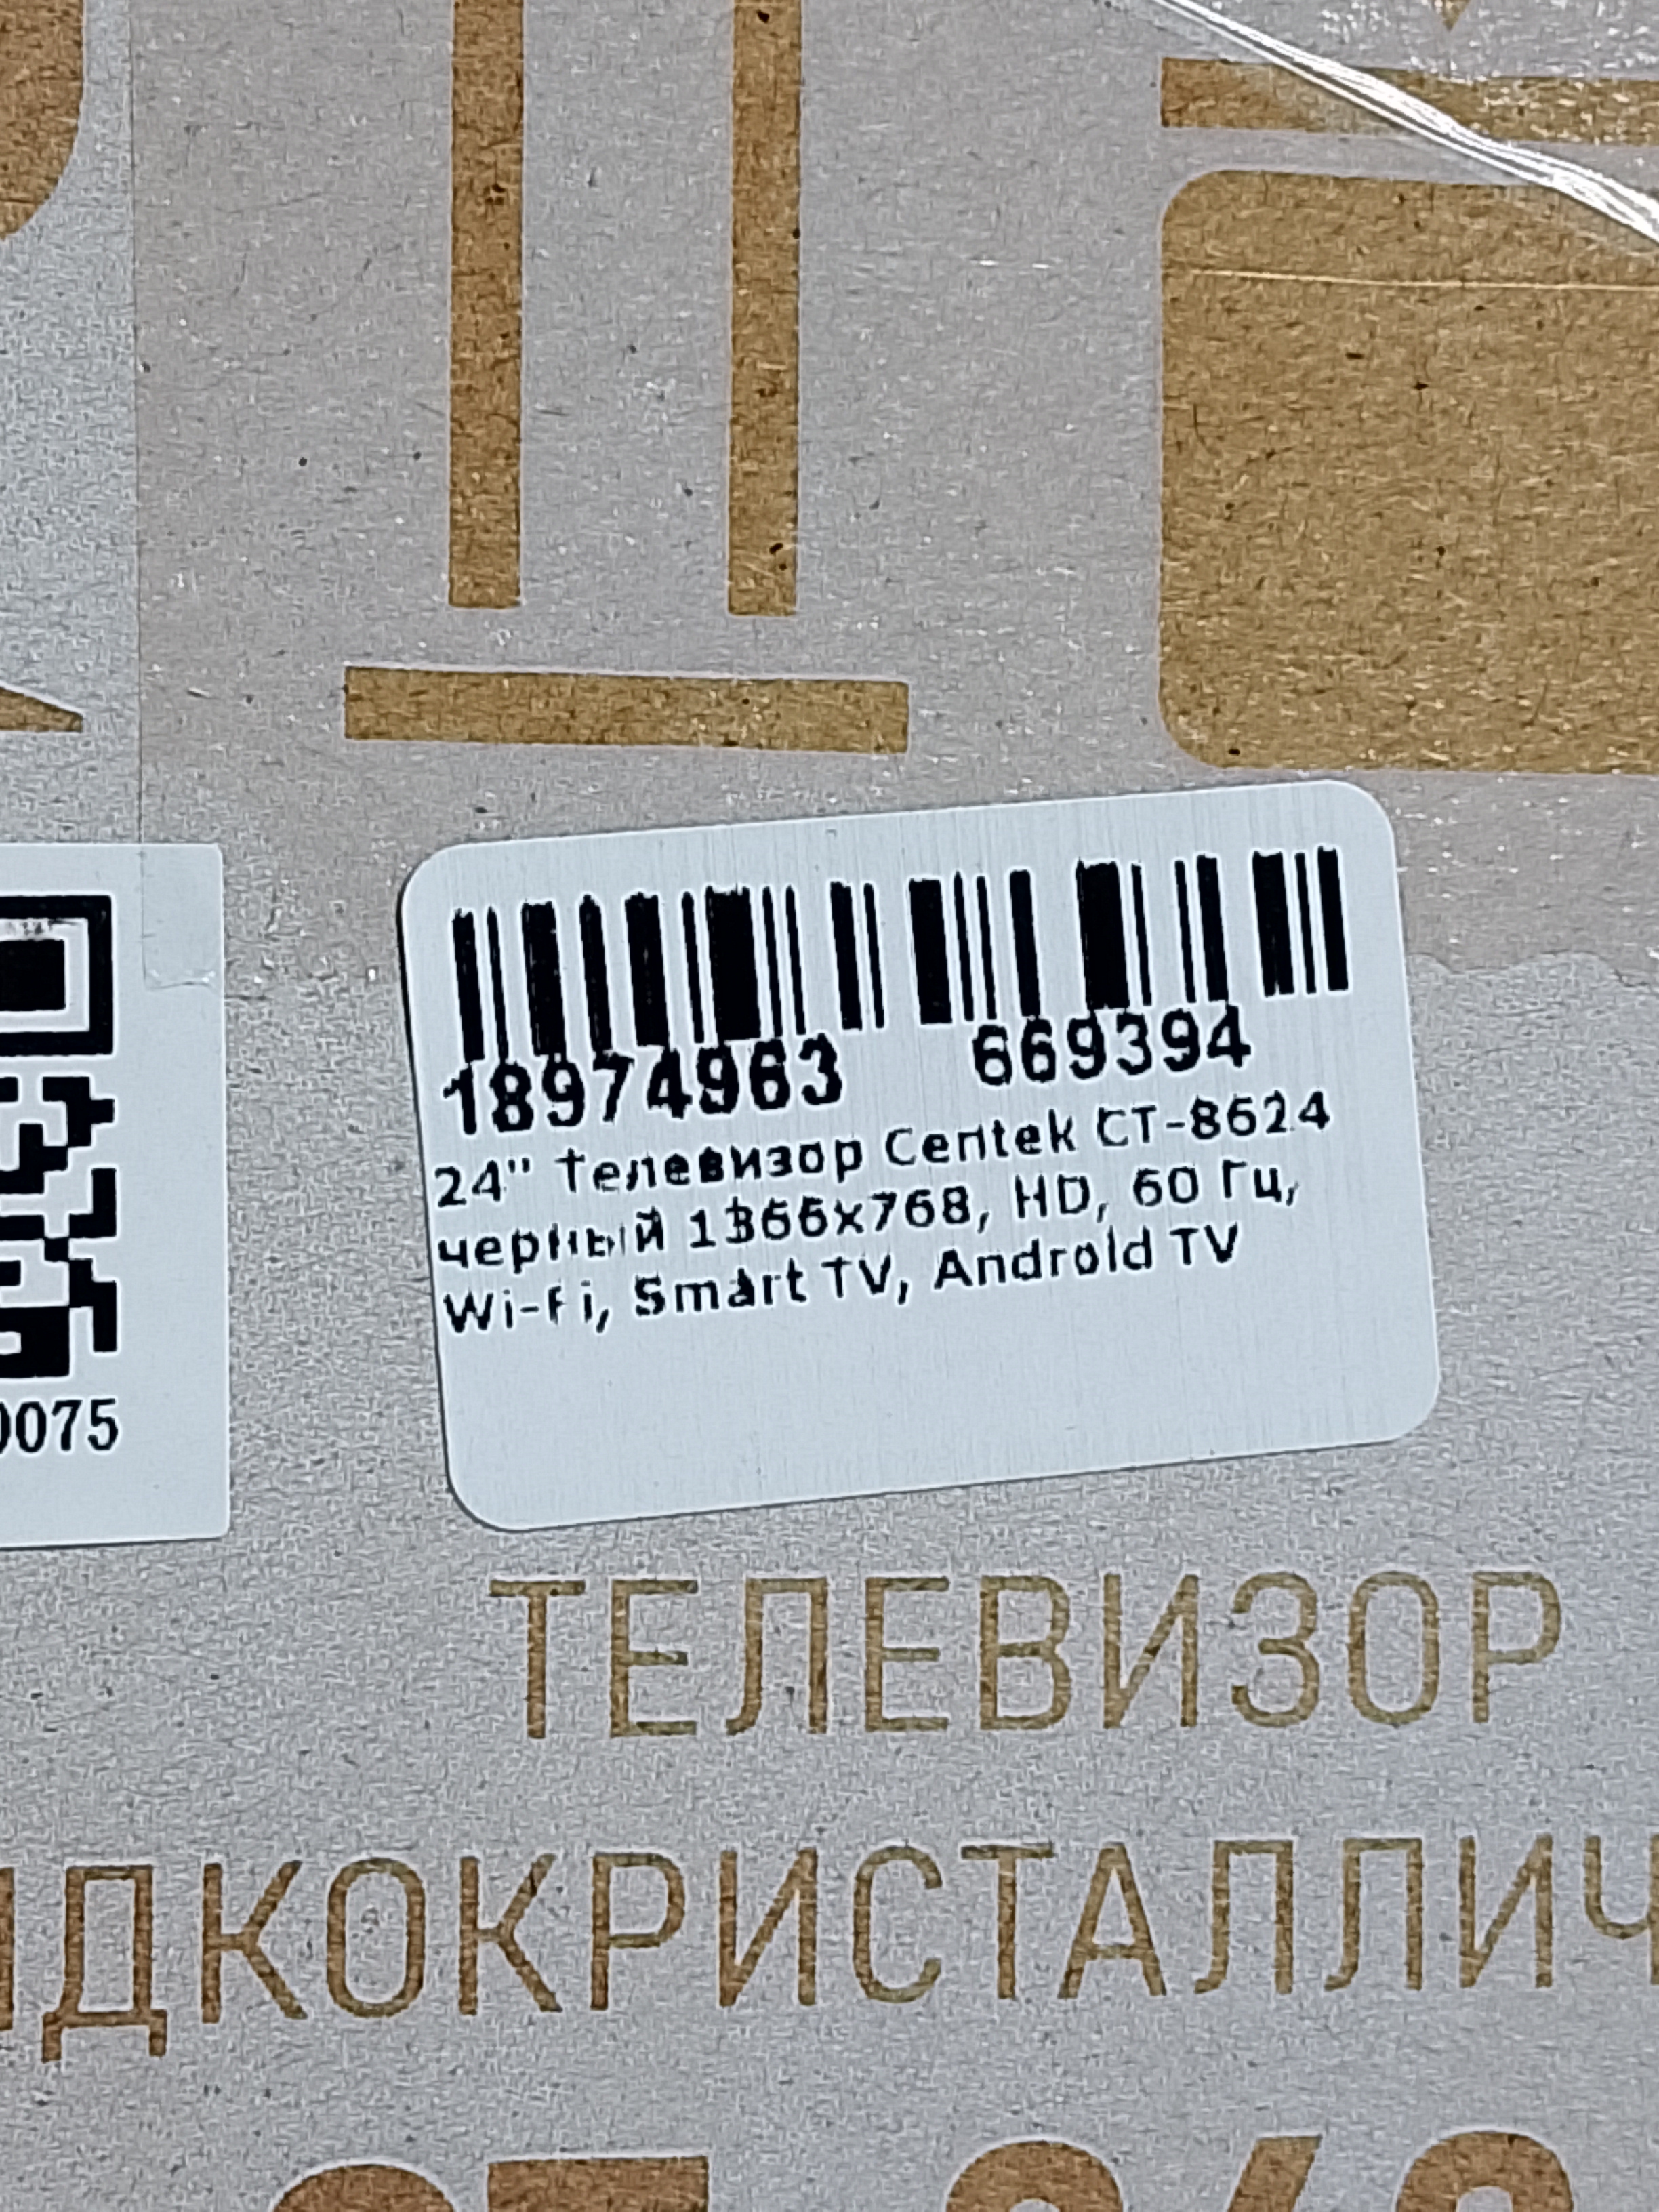 0075
18974963 669394
24" Телевизор Centek CT-8624
черный 1366x768, HD, 60 Гц,
Wi-Fi, Smart TV, Android TV
ТЕЛЕВИЗОР
ИДКОКРИСТАЛЛИЧ